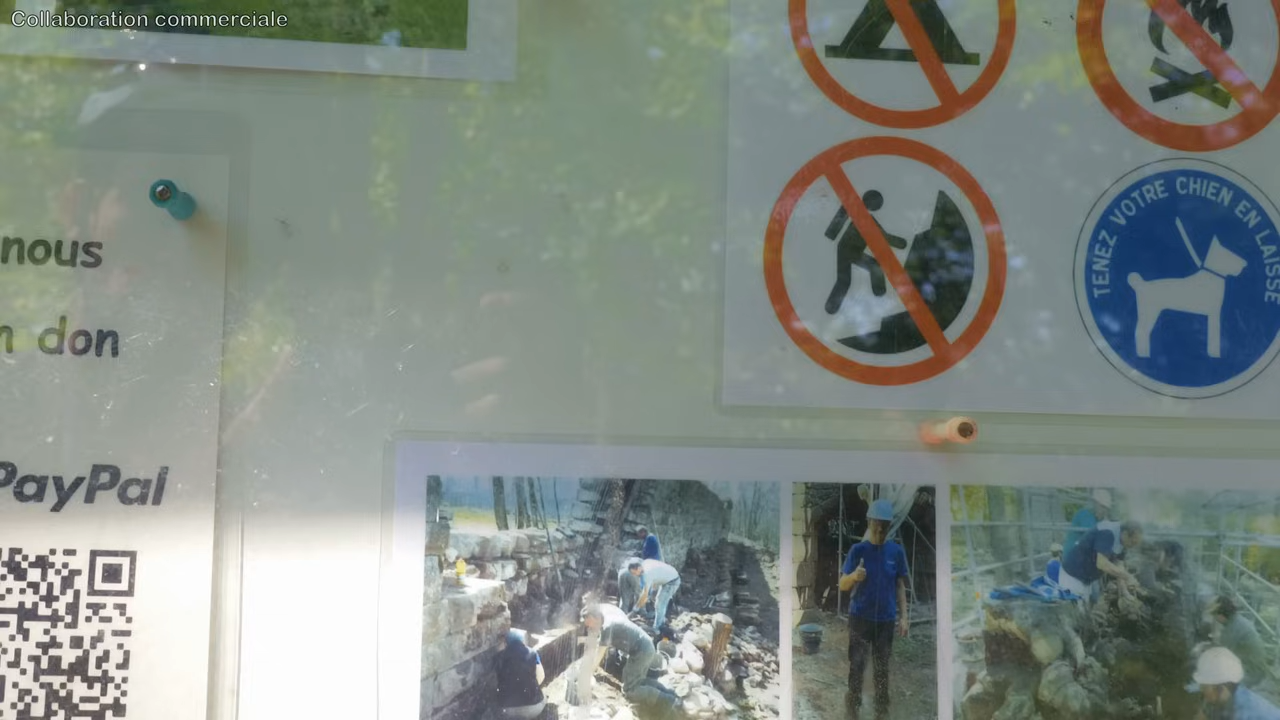 Collaboration commerciale
nous
n don
PayPal
TENEZ VOTRE CHIEN EN LAISSE